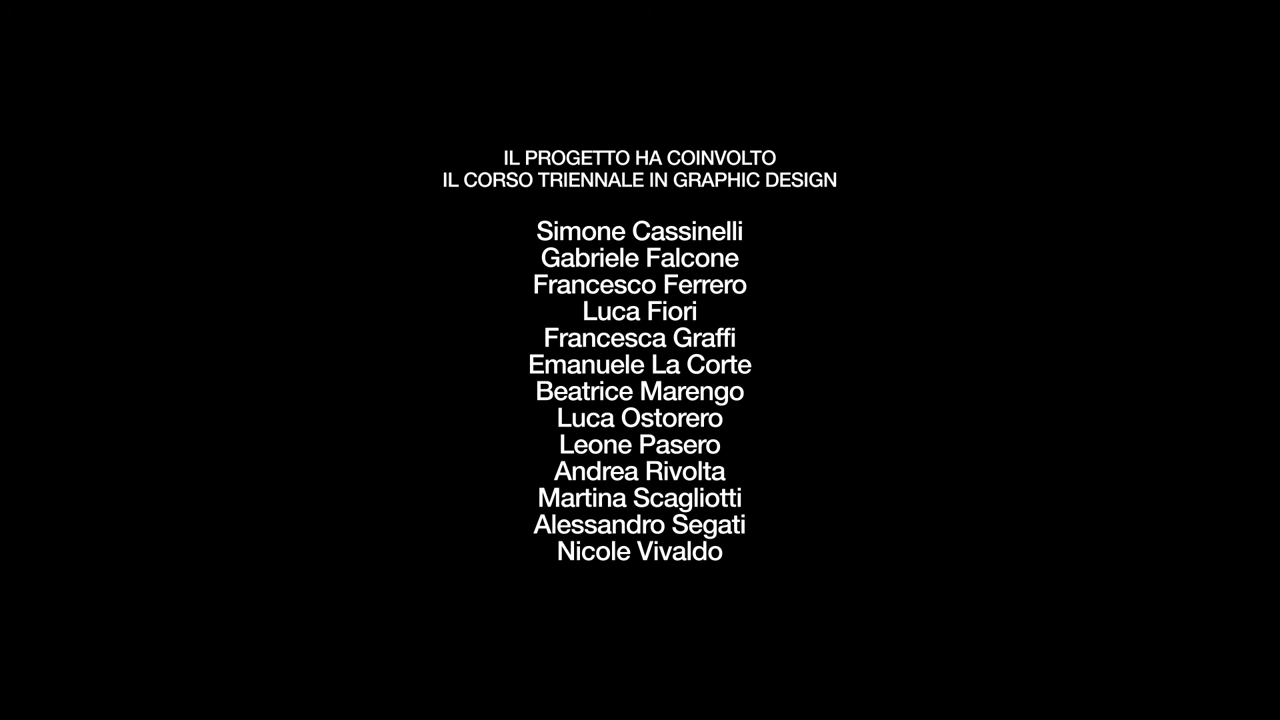 IL PROGETTO HA COINVOLTO
IL CORSO TRIENNALE IN GRAPHIC DESIGN
Simone Cassinelli
Gabriele Falcone
Francesco Ferrero
Luca Fiori
Francesca Graffi
Emanuele La Corte
Beatrice Marengo
Luca Ostorero
Leone Pasero
Andrea Rivolta
Martina Scagliotti
Alessandro Segati
Nicole Vivaldo